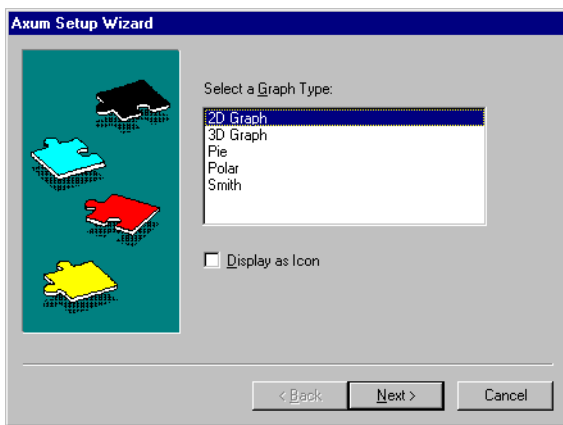 Axum Setup Wizard
Select a Graph Type:
2D Graph
3D Graph
Pie
Polar
Smith
Display as Icon
< Back
Next >
Cancel